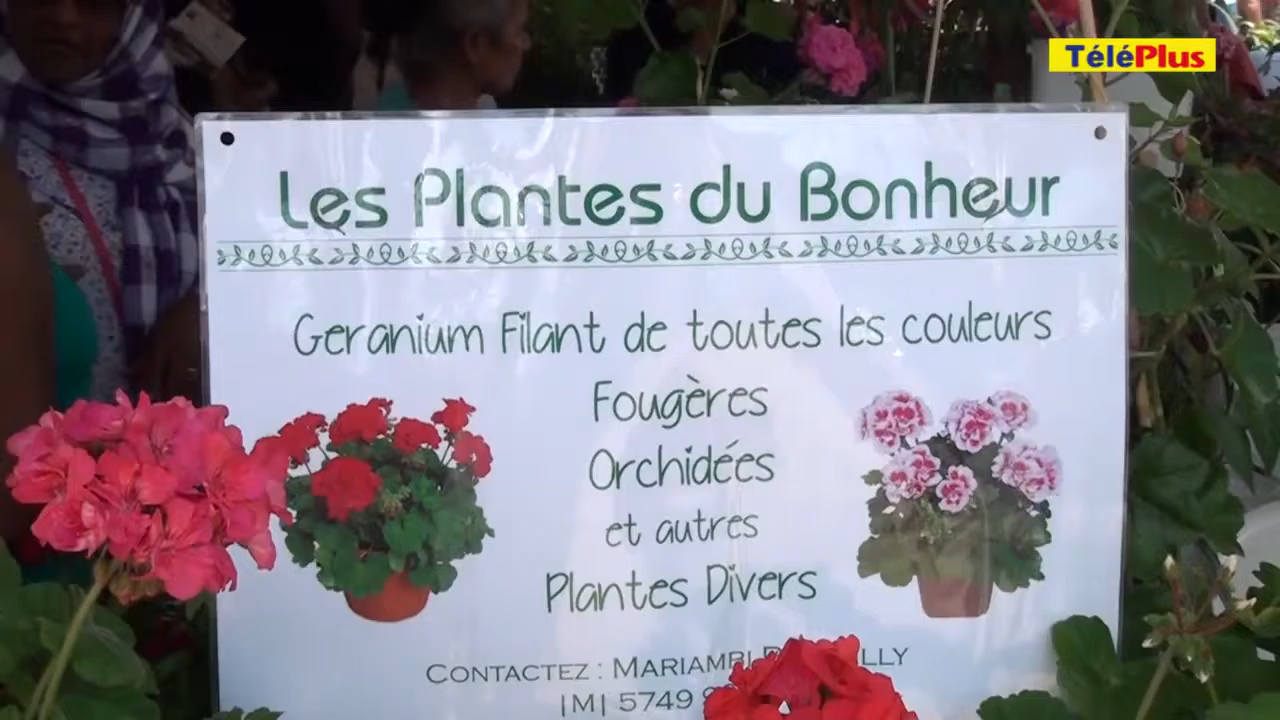 TéléPlus
Les Plantes du Bonheur
Geranium Filant de toutes les couleurs
Fougères
Orchidées
et autres
Plantes Divers
Contactez :
|M| 5749